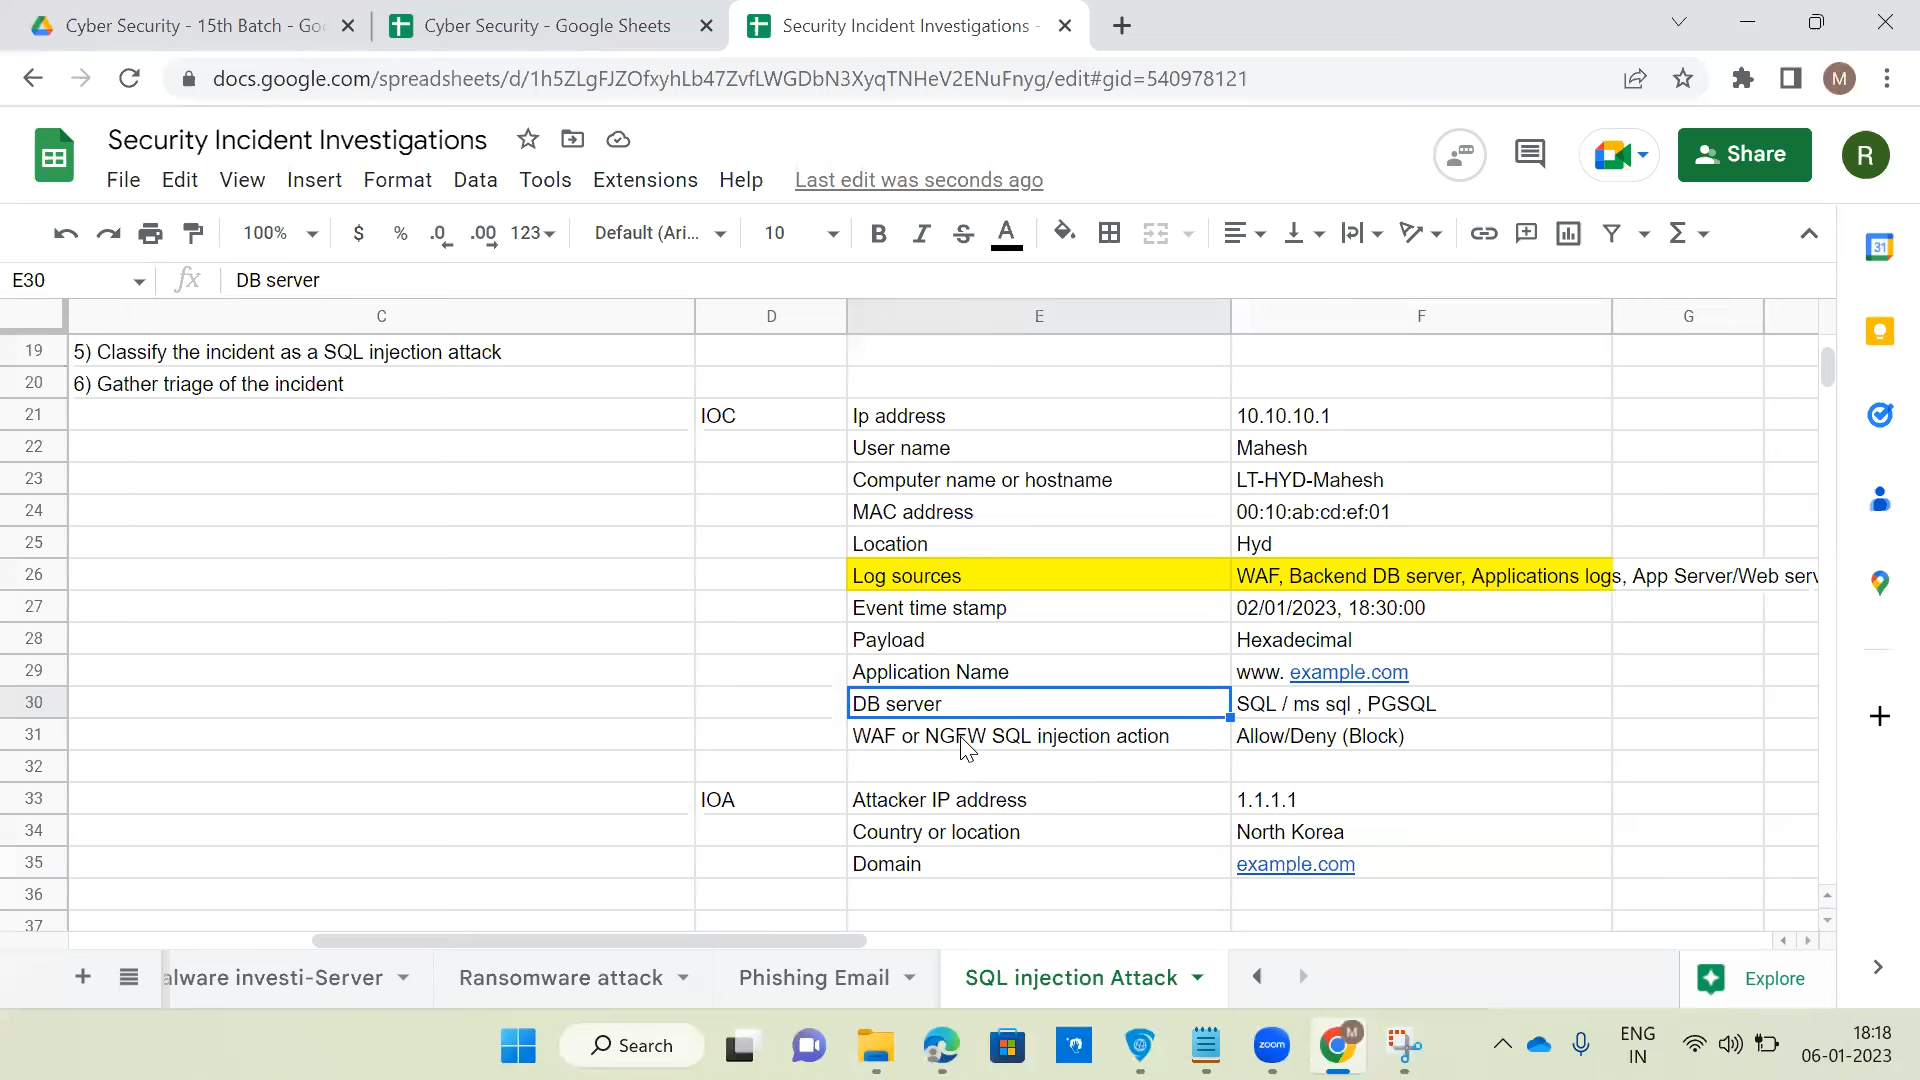 Cyber Security - 15th Batch - Go
Cyber Security - Google Sheets
Security Incident Investigations -
docs.google.com/spreadsheets/d/1h5ZLgFJZOfxyhLb47ZvfLWGDbN3XyqTNHeV2ENuFnyg/edit#gid=540978121
M
Security Incident Investigations
Share
R
File Edit View Insert Format Data Tools Extensions Help Last edit was seconds ago
100% $ % .0 .00 123 Default (Ari... 10 B I S A
31
E30 fx DB server
C D E F G
19 5) Classify the incident as a SQL injection attack
20 6) Gather triage of the incident
21 IOC Ip address 10.10.10.1
22 User name Mahesh
23 Computer name or hostname LT-HYD-Mahesh
24 MAC address 00:10:ab:cd:ef:01
25 Location Hyd
26 Log sources WAF, Backend DB server, Applications logs, App Server/Web serv
27 Event time stamp 02/01/2023, 18:30:00
28 Payload Hexadecimal
29 Application Name www. example.com
30 DB server SQL / ms sql , PGSQL
31 WAF or NGFW SQL injection action Allow/Deny (Block)
32
33 IOA Attacker IP address 1.1.1.1
34 Country or location North Korea
35 Domain example.com
36
37
alware investi-Server Ransomware attack Phishing Email SQL injection Attack Explore
Search zoom M ENG IN 18:18 06-01-2023